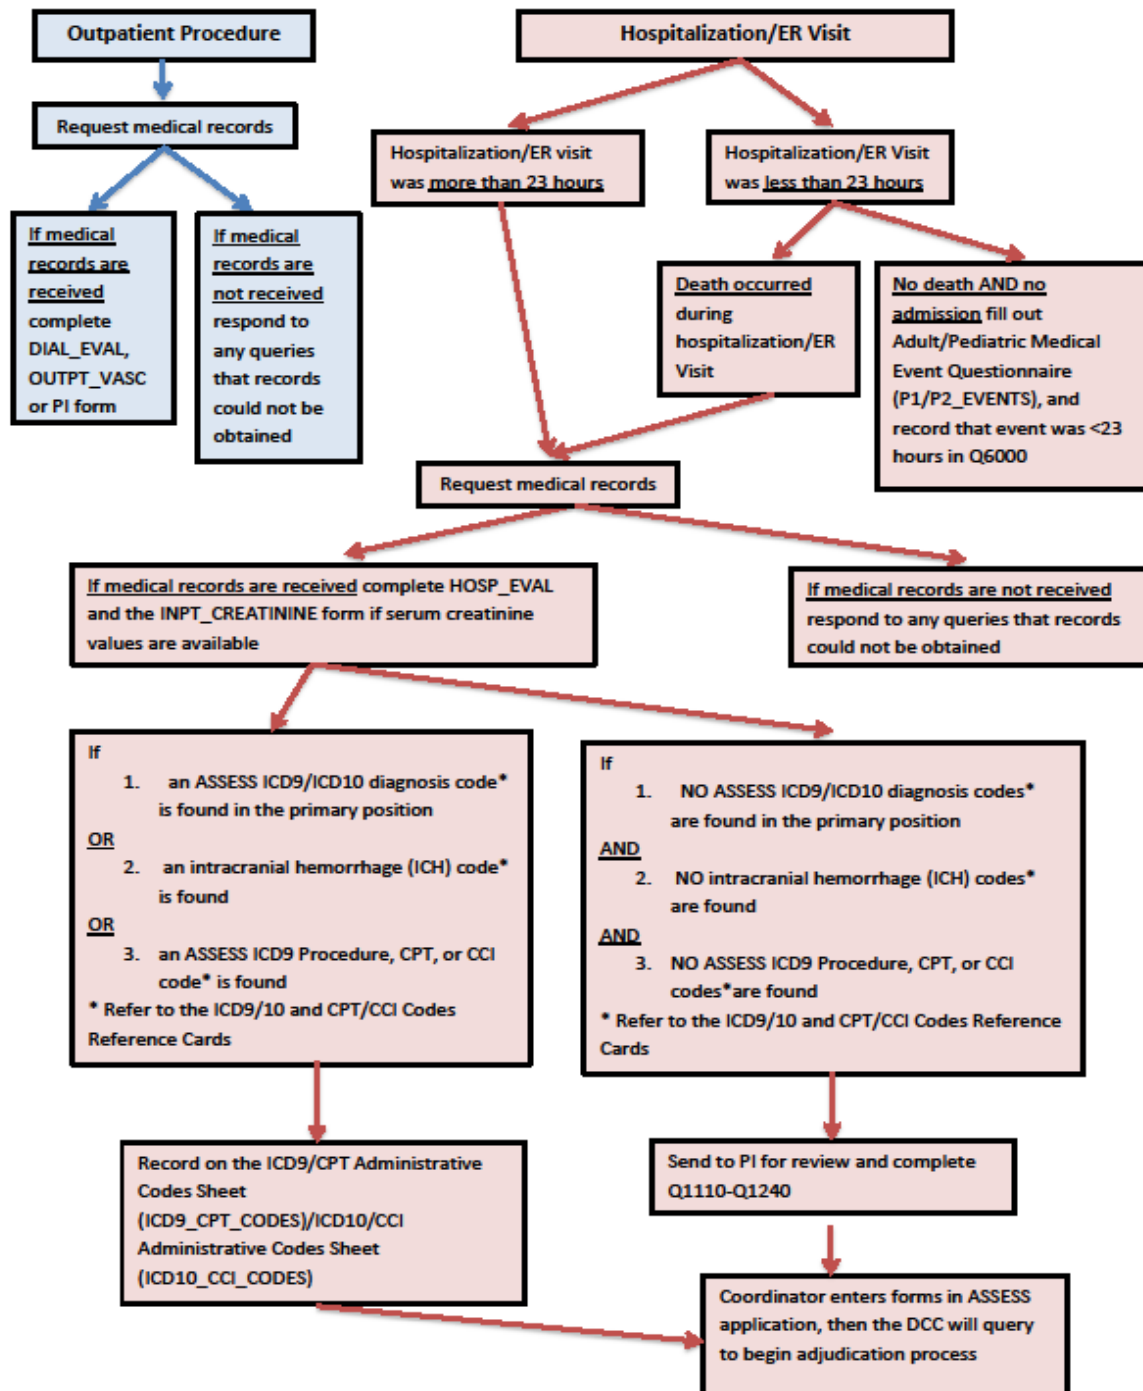 Outpatient Procedure
Request medical records
If medical
records are
received
complete
DIAL_EVAL,
OUTPT_VASC
or PI form
If medical
records are
not received
respond to
any queries
that records
could not be
obtained
Hospitalization/ER Visit
Hospitalization/ER visit
was more than 23 hours
Hospitalization/ER Visit
was less than 23 hours
Death occurred
during
hospitalization/ER
Visit
No death AND no
admission fill out
Adult/Pediatric Medical
Event Questionnaire
(P1/P2_EVENTS), and
record that event was <23
hours in Q6000
Request medical records
If medical records are received complete HOSP_EVAL
and the INPT_CREATININE form if serum creatinine
values are available
If medical records are not received
respond to any queries that records
could not be obtained
If
1. an ASSESS ICD9/ICD10 diagnosis code*
is found in the primary position
OR
2. an intracranial hemorrhage (ICH) code*
is found
OR
3. an ASSESS ICD9 Procedure, CPT, or CCI
code* is found
* Refer to the ICD9/10 and CPT/CCI Codes
Reference Cards
If
1. NO ASSESS ICD9/ICD10 diagnosis codes*
are found in the primary position
AND
2. NO intracranial hemorrhage (ICH) codes*
are found
AND
3. NO ASSESS ICD9 Procedure, CPT, or CCI
codes*are found
* Refer to the ICD9/10 and CPT/CCI Codes Reference
Cards
Record on the ICD9/CPT Administrative
Codes Sheet
(ICD9_CPT_CODES)/ICD10/CCI
Administrative Codes Sheet
(ICD10_CCI_CODES)
Send to PI for review and complete
Q1110-Q1240
Coordinator enters forms in ASSESS
application, then the DCC will query
to begin adjudication process